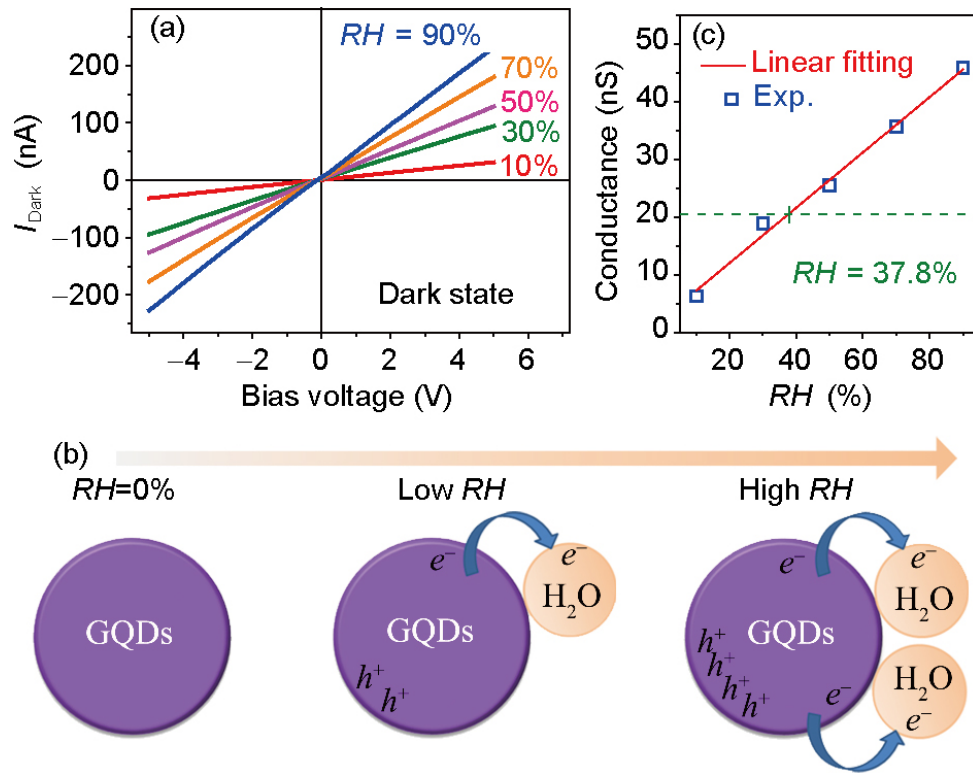 (a)
RH = 90%
70%
50%
30%
10%
200
100
0
−100
−200
I_Dark (nA)
Dark state
−4 −2 0 2 4
Bias voltage (V)
(c)
Linear fitting
Exp.
50
40
30
20
10
0
Conductance (nS)
RH = 37.8%
20 40 60 80
RH (%)
(b)
RH=0% Low RH High RH
GQDs
e⁻ e⁻
H₂O
GQDs
h⁺
h⁺
e⁻ e⁻
H₂O
GQDs
h⁺
h⁺
h⁺
h⁺
e⁻
H₂O
e⁻